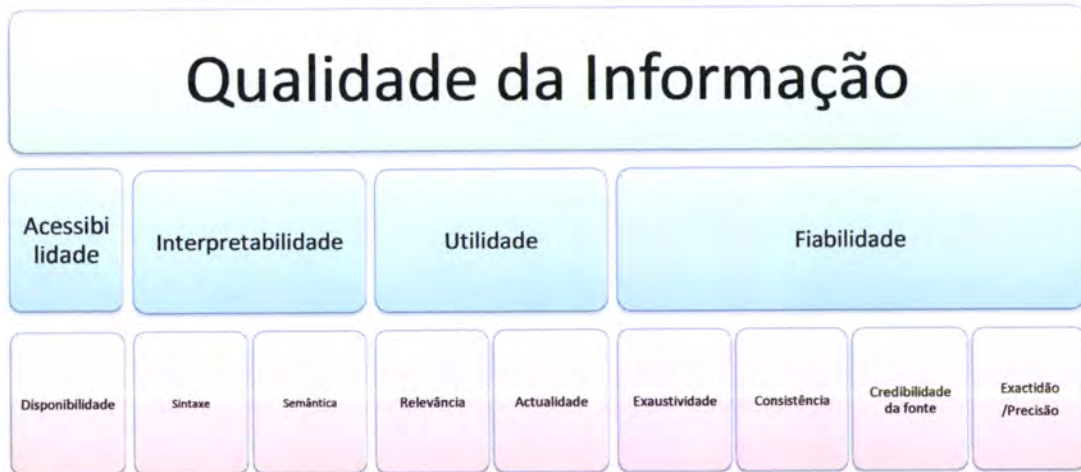 Qualidade da Informação
Acessibi
lidade
Interpretabilidade
Utilidade
Fiabilidade
Disponibilidade
Sintaxe
Semântica
Relevância
Actualidade
Exaustividade
Consistência
Credibilidade
da fonte
Exactidão
/Precisão